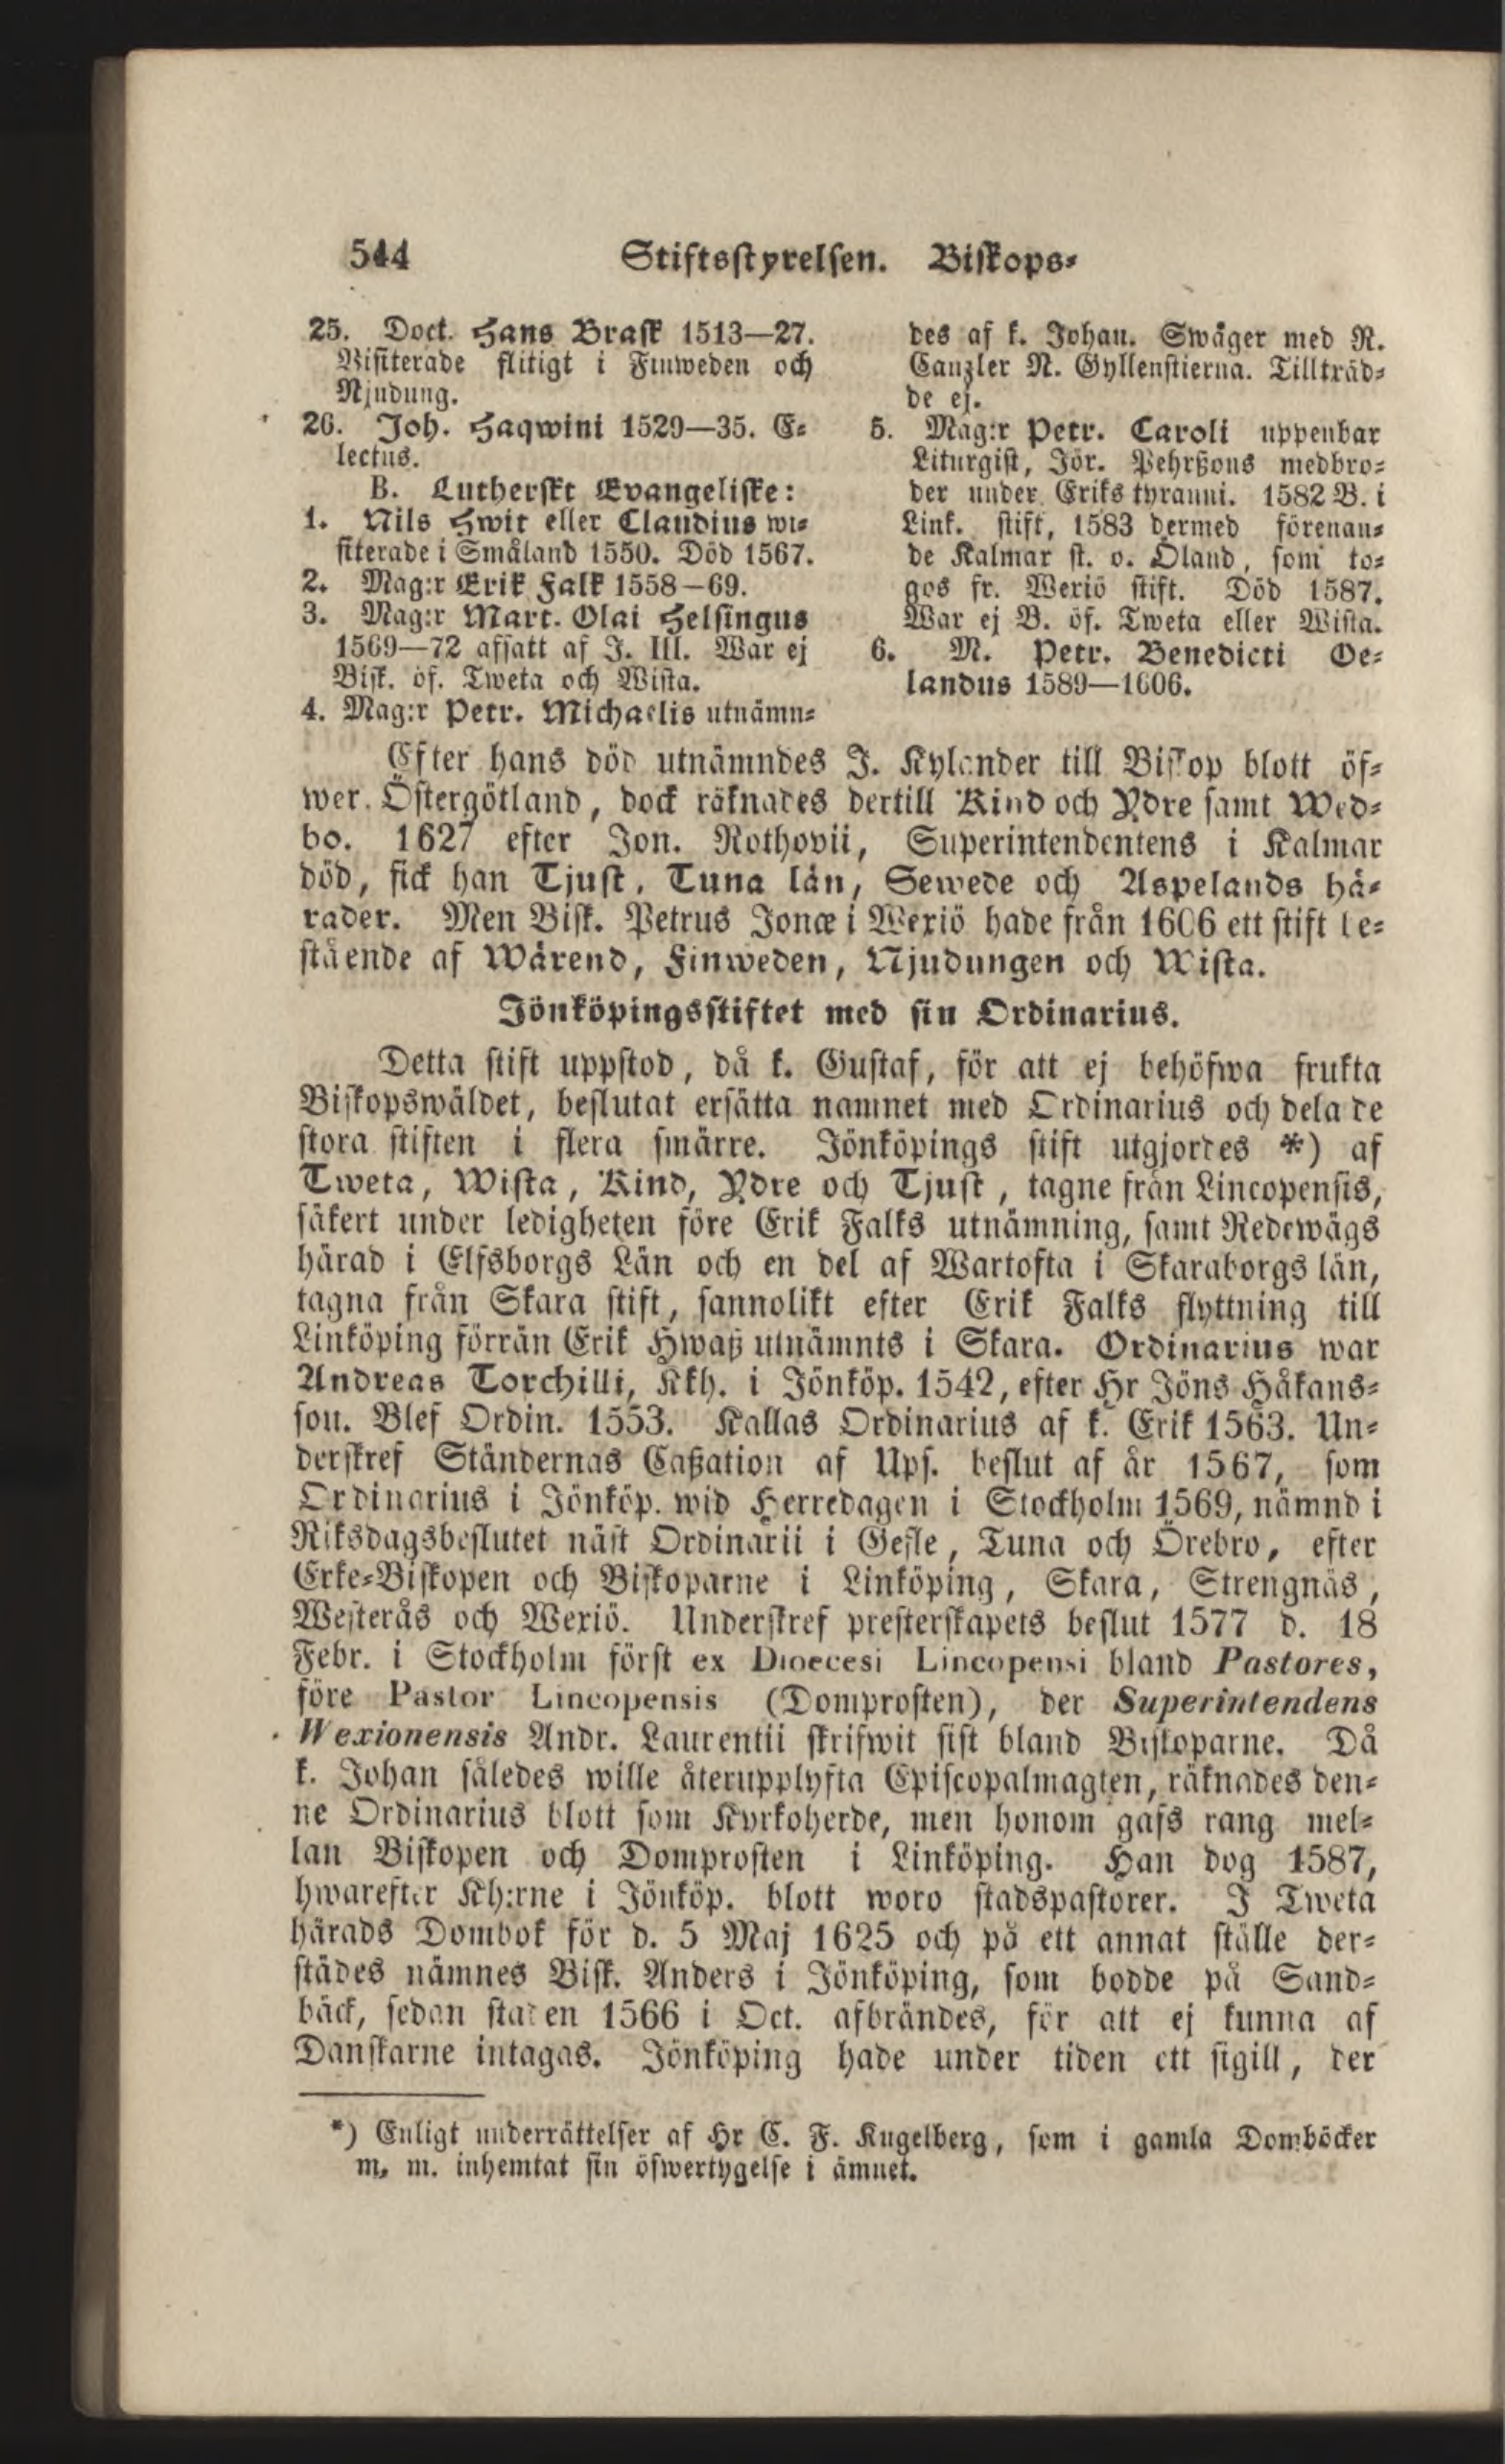 544 Stiftsstyrelsen. Biskops-
25. Doct. Hans Brask 1513—27.
Visiterade flitigt i Finweden och
Njudung.
26. Joh. Haqwini 1529—35. E-
lectus.
B. Lutherskt Evangeliske:
1. Nils Hwit eller Claudius wi-
siterade i Småland 1550. Död 1567.
2. Mag:r Erik Falk 1558—69.
3. Mag:r Mart. Olai Helsingus
1569—72 afsatt af J. III. War ej
Bisk. öf. Tweta och Wista.
4. Mag:r Petr. Michaelis utnämn-
des af k. Johan. Swåger med R.
Canzler N. Gyllenstierna. Tillträd-
de ej.
5. Mag:r Petr. Caroli uppenbar
Liturgist, Jör. Pehrßons medbro-
der under Eriks tyranni. 1582 B. i
Link. stift, 1583 dermed förenan-
de Kalmar st. o. Öland, som to-
gos fr. Wexiö stift. Död 1587.
War ej B. öf. Tweta eller Wista.
6. M. Petr. Benedicti Oe-
landus 1589—1606.
Efter hans död utnämndes J. Kylander till Biskop blott öf-
wer Östergötland, dock räknades dertill Kind och Ydre samt Wed-
bo. 1627 efter Jon. Rothovii, Superintendentens i Kalmar
död, fick han Tjust, Tuna län, Sewede och Aspelands hä-
rader. Men Bisk. Petrus Jonæ i Wexiö hade från 1606 ett stift be-
stående af Wärend, Finweden, Njudungen och Wista.
Jönköpingsstiftet med sin Ordinarius.
Detta stift uppstod, då k. Gustaf, för att ej behöfwa frukta
Biskopswäldet, beslutat ersätta namnet med Ordinarius och dela de
stora stiften i flera smärre. Jönköpings stift utgjordes *) af
Tweta, Wista, Kind, Ydre och Tjust, tagne från Lincopensis,
säkert under ledigheten före Erik Falks utnämning, samt Redewägs
härad i Elfsborgs Län och en del af Wartofta i Skaraborgs län,
tagna från Skara stift, sannolikt efter Erik Falks flyttning till
Linköping förrän Erik Hwaß utnämnts i Skara. Ordinarius war
Andreas Torchilli, Kkh. i Jönköp. 1542, efter Hr Jöns Håkans-
son. Blef Ordin. 1553. Kallas Ordinarius af k. Erik 1563. Un-
derskref Ständernas Caßation af Ups. beslut af år 1567, som
Ordinarius i Jönköp. wid Herredagen i Stockholm 1569, nämnd i
Riksdagsbeslutet näst Ordinarii i Gefle, Tuna och Örebro, efter
Erke-Biskopen och Biskoparne i Linköping, Skara, Strengnäs,
Westerås och Wexiö. Underskref presterskapets beslut 1577 d. 18
Febr. i Stockholm först ex Dioecesi Lincopensi bland Pastores,
före Pastor Lincopensis (Domprosten), der Superintendens
Wexionensis Andr. Laurentii skrifwit sist bland Biskoparne. Då
k. Johan således wille återupplyfta Episcopalmagten, räknades den-
ne Ordinarius blott som Kyrkoherde, men honom gafs rang mel-
lan Biskopen och Domprosten i Linköping. Han dog 1587,
hwarefter Kh:rne i Jönköp. blott woro stadspastorer. I Tweta
härads Dombok för d. 5 Maj 1625 och på ett annat ställe der-
städes nämnes Bisk. Anders i Jönköping, som bodde på Sand-
bäck, sedan staden 1566 i Oct. afbrändes, för att ej kunna af
Danskarne intagas. Jönköping hade under tiden ett sigill, der
*) Enligt underrättelser af Hr C. F. Kugelberg, som i gamla Domböcker
m. m. inhemtat sin öfwertygelse i ämnet.